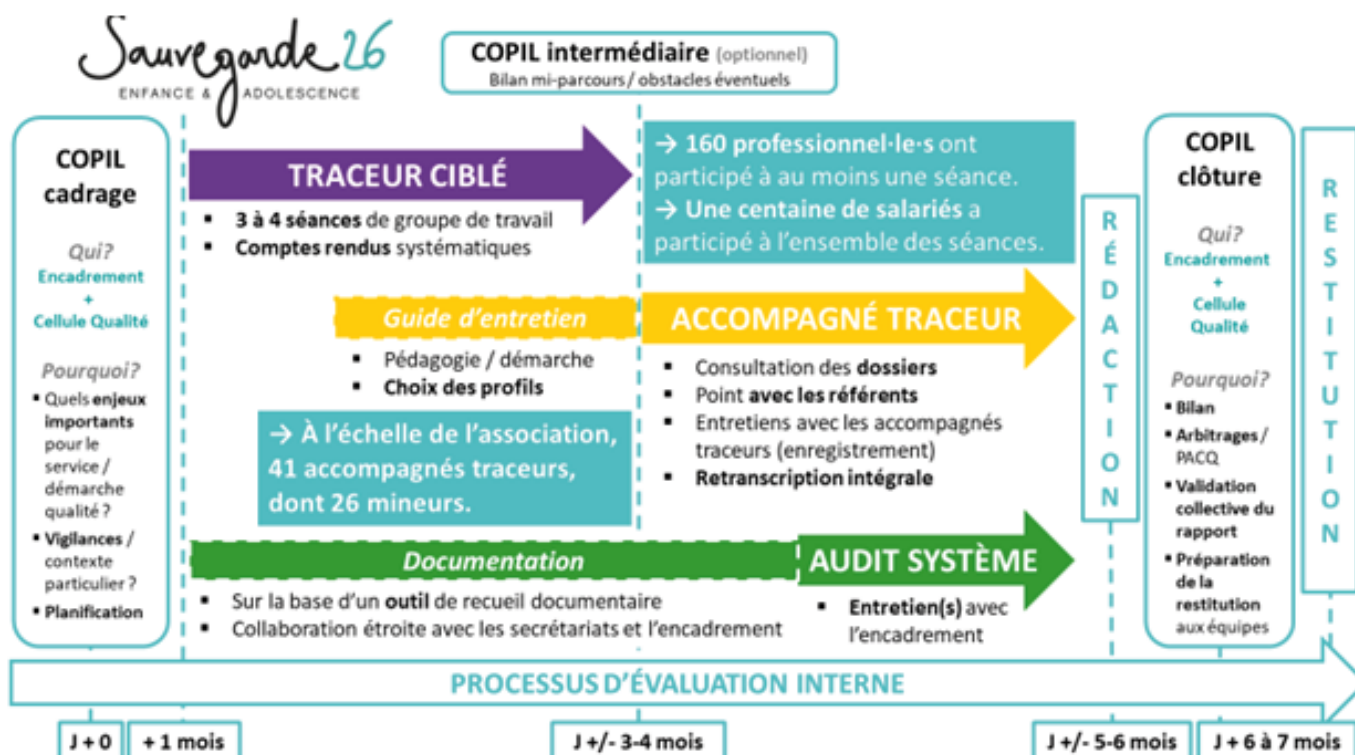 Sauvegarde 26
ENFANCE & ADOLESCENCE
COPIL intermédiaire (optionnel)
Bilan mi-parcours / obstacles éventuels
COPIL
cadrage
Qui?
Encadrement
+
Cellule Qualité
Pourquoi?
▪ Quels enjeux
importants
pour le
service /
démarche
qualité ?
▪ Vigilances /
contexte
particulier ?
▪ Planification
TRACEUR CIBLÉ
▪ 3 à 4 séances de groupe de travail
▪ Comptes rendus systématiques
→ 160 professionnel·le·s ont
participé à au moins une séance.
→ Une centaine de salariés a
participé à l'ensemble des séances.
Guide d'entretien
▪ Pédagogie / démarche
▪ Choix des profils
ACCOMPAGNÉ TRACEUR
▪ Consultation des dossiers
▪ Point avec les référents
▪ Entretiens avec les accompagnés
traceurs (enregistrement)
▪ Retranscription intégrale
→ À l'échelle de l'association,
41 accompagnés traceurs,
dont 26 mineurs.
Documentation
▪ Sur la base d'un outil de recueil documentaire
▪ Collaboration étroite avec les secrétariats et l'encadrement
AUDIT SYSTÈME
▪ Entretien(s) avec
l'encadrement
RÉDACTION
COPIL
clôture
Qui?
Encadrement
+
Cellule
Qualité
Pourquoi?
▪ Bilan
▪ Arbitrages /
PACQ
▪ Validation
collective du
rapport
▪ Préparation
de la
restitution
aux équipes
RESTITUTION
PROCESSUS D'ÉVALUATION INTERNE
J + 0
+ 1 mois
J +/- 3-4 mois
J +/- 5-6 mois
J + 6 à 7 mois